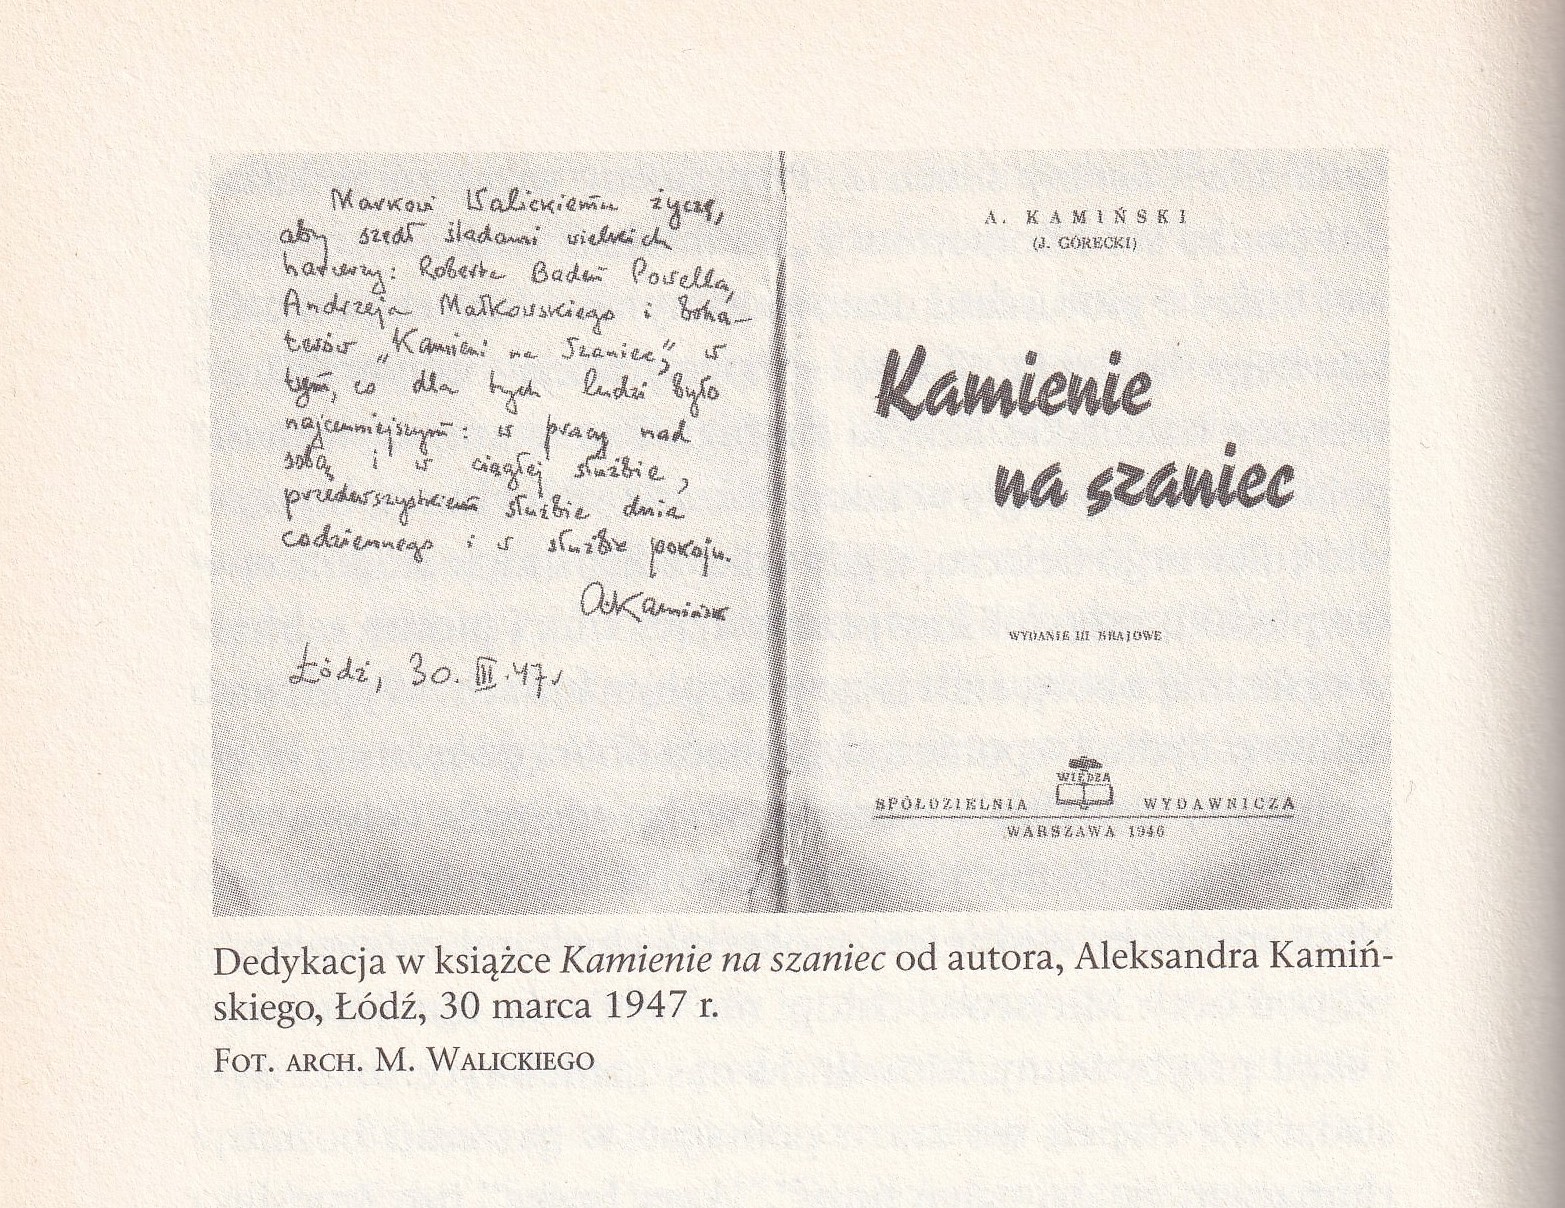 Markowi Walickiemu życzę,
aby szedł śladami wielkich
harcerzy: Roberta Baden Powella,
Andrzeja Małkowskiego i boha-
terów „Kamieni na Szaniec”, w
tym, co dla tych ludzi było
najcenniejszym: w pracy nad
sobą i w ciągłej służbie,
przedewszystkiem służbie dnia
codziennego i w służbie pokoju.
AKamiński
Łódź, 30. III. 47 r
A. KAMIŃSKI
(J. GÓRECKI)
Kamienie
na szaniec
WYDANIE III KRAJOWE
WIEDZA
SPÓŁDZIELNIA WYDAWNICZA
WARSZAWA 1946
Dedykacja w książce Kamienie na szaniec od autora, Aleksandra Kamiń-
skiego, Łódź, 30 marca 1947 r.
FOT. ARCH. M. WALICKIEGO